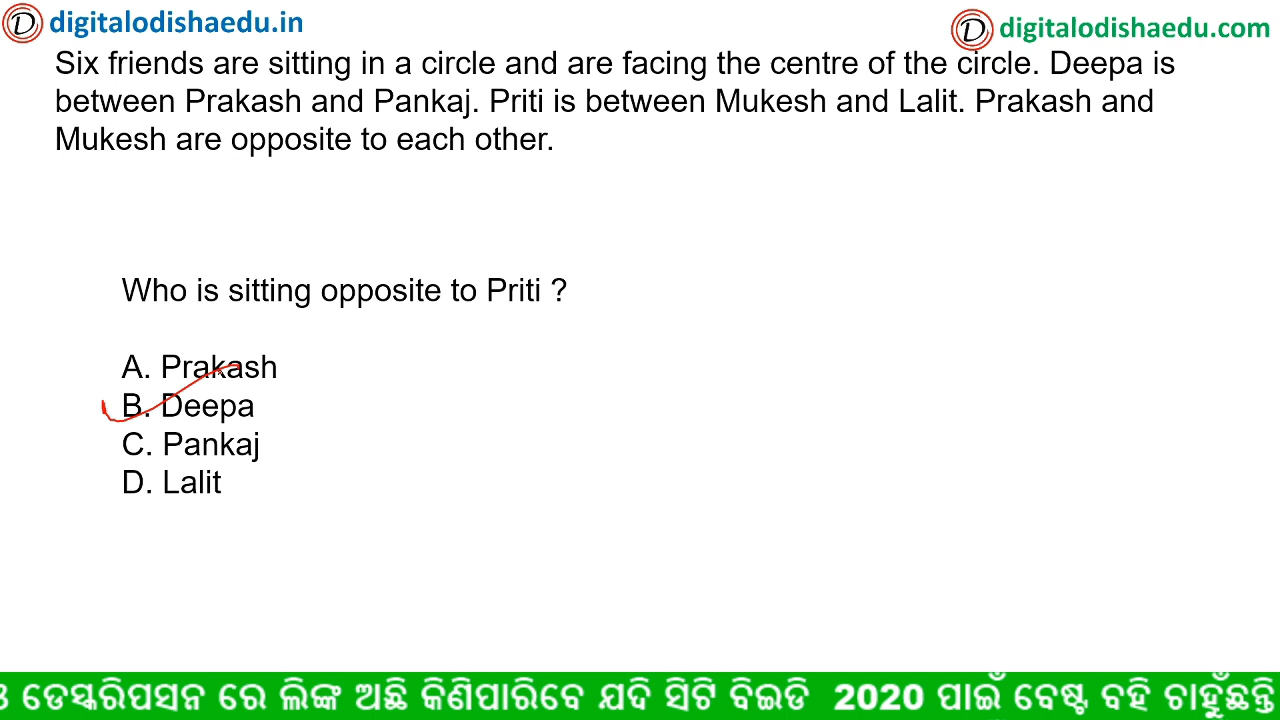 digitalodishaedu.in
digitalodishaedu.com
Six friends are sitting in a circle and are facing the centre of the circle. Deepa is
between Prakash and Pankaj. Priti is between Mukesh and Lalit. Prakash and
Mukesh are opposite to each other.
Who is sitting opposite to Priti ?
A. Prakash
B. Deepa
C. Pankaj
D. Lalit
ଓ ଡେସ୍କରିପସନ ରେ ଲିଙ୍କ ଅଛି କିଣିପାରିବେ ଯଦି ସିଟି ବିଇଡି 2020 ପାଇଁ ବେଷ୍ଟ ବହି ଚାହୁଁଛନ୍ତି